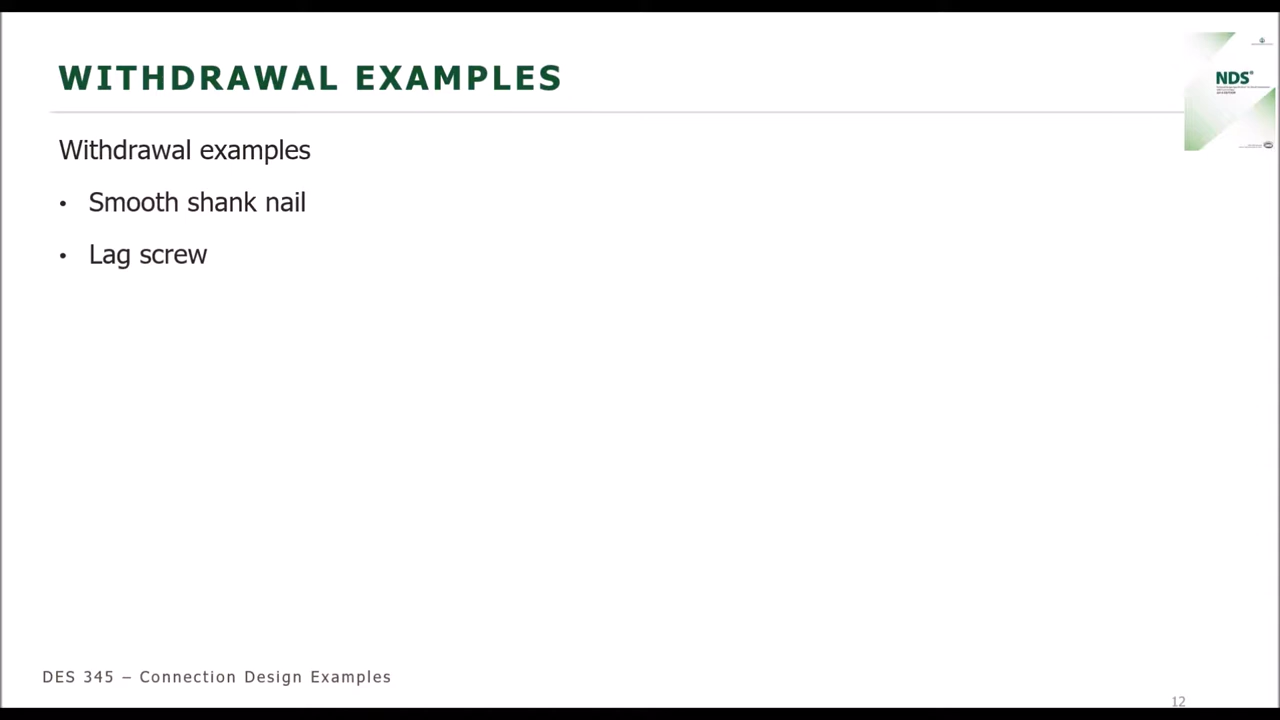 WITHDRAWAL EXAMPLES
NDS®
Withdrawal examples
• Smooth shank nail
• Lag screw
DES 345 – Connection Design Examples
12